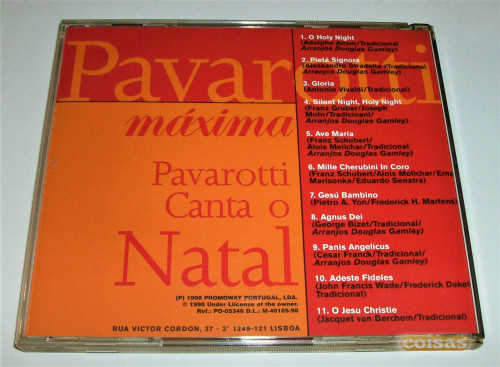 Pavarotti
máxima
Pavarotti
Canta o
Natal
(P) 1998 PROMOWAY PORTUGAL, LDA.
© 1998 Under License of the owner.
Ref.: PO-05346 D.L.: M-40189-98
RUA VICTOR CORDON, 37 - 3° 1249-121 LISBOA
1. O Holy Night
(Adolphe Adam/Tradicional
Arranjos Douglas Gamley)
2. Pietá Signora
(Alessandro Stradella/Tradicional
Arranjos Douglas Gamley)
3. Gloria
(Antonio Vivaldi/Tradicional)
4. Silent Night, Holy Night
(Franz Gruber/Joseph
Mohr/Tradicional/
Arranjos Douglas Gamley)
5. Ave Maria
(Franz Schubert/
Alois Melichar/Tradicional
Arranjos Douglas Gamley)
6. Mille Cherubini In Coro
(Franz Schubert/Alois Melichar/Erns
Marisonka/Eduardo Senatra)
7. Gesú Bambino
(Pietro A. Yon/Frederick H. Martens)
8. Agnus Dei
(George Bizet/Tradicional/
Arranjos Douglas Gamley)
9. Panis Angelicus
(Cesar Franck/Tradicional/
Arranjos Douglas Gamley)
10. Adeste Fideles
(John Francis Wade/Frederick Dakel
Tradicional)
11. O Jesu Christie
(Jacquet van Berchem/Tradicional)
coisas